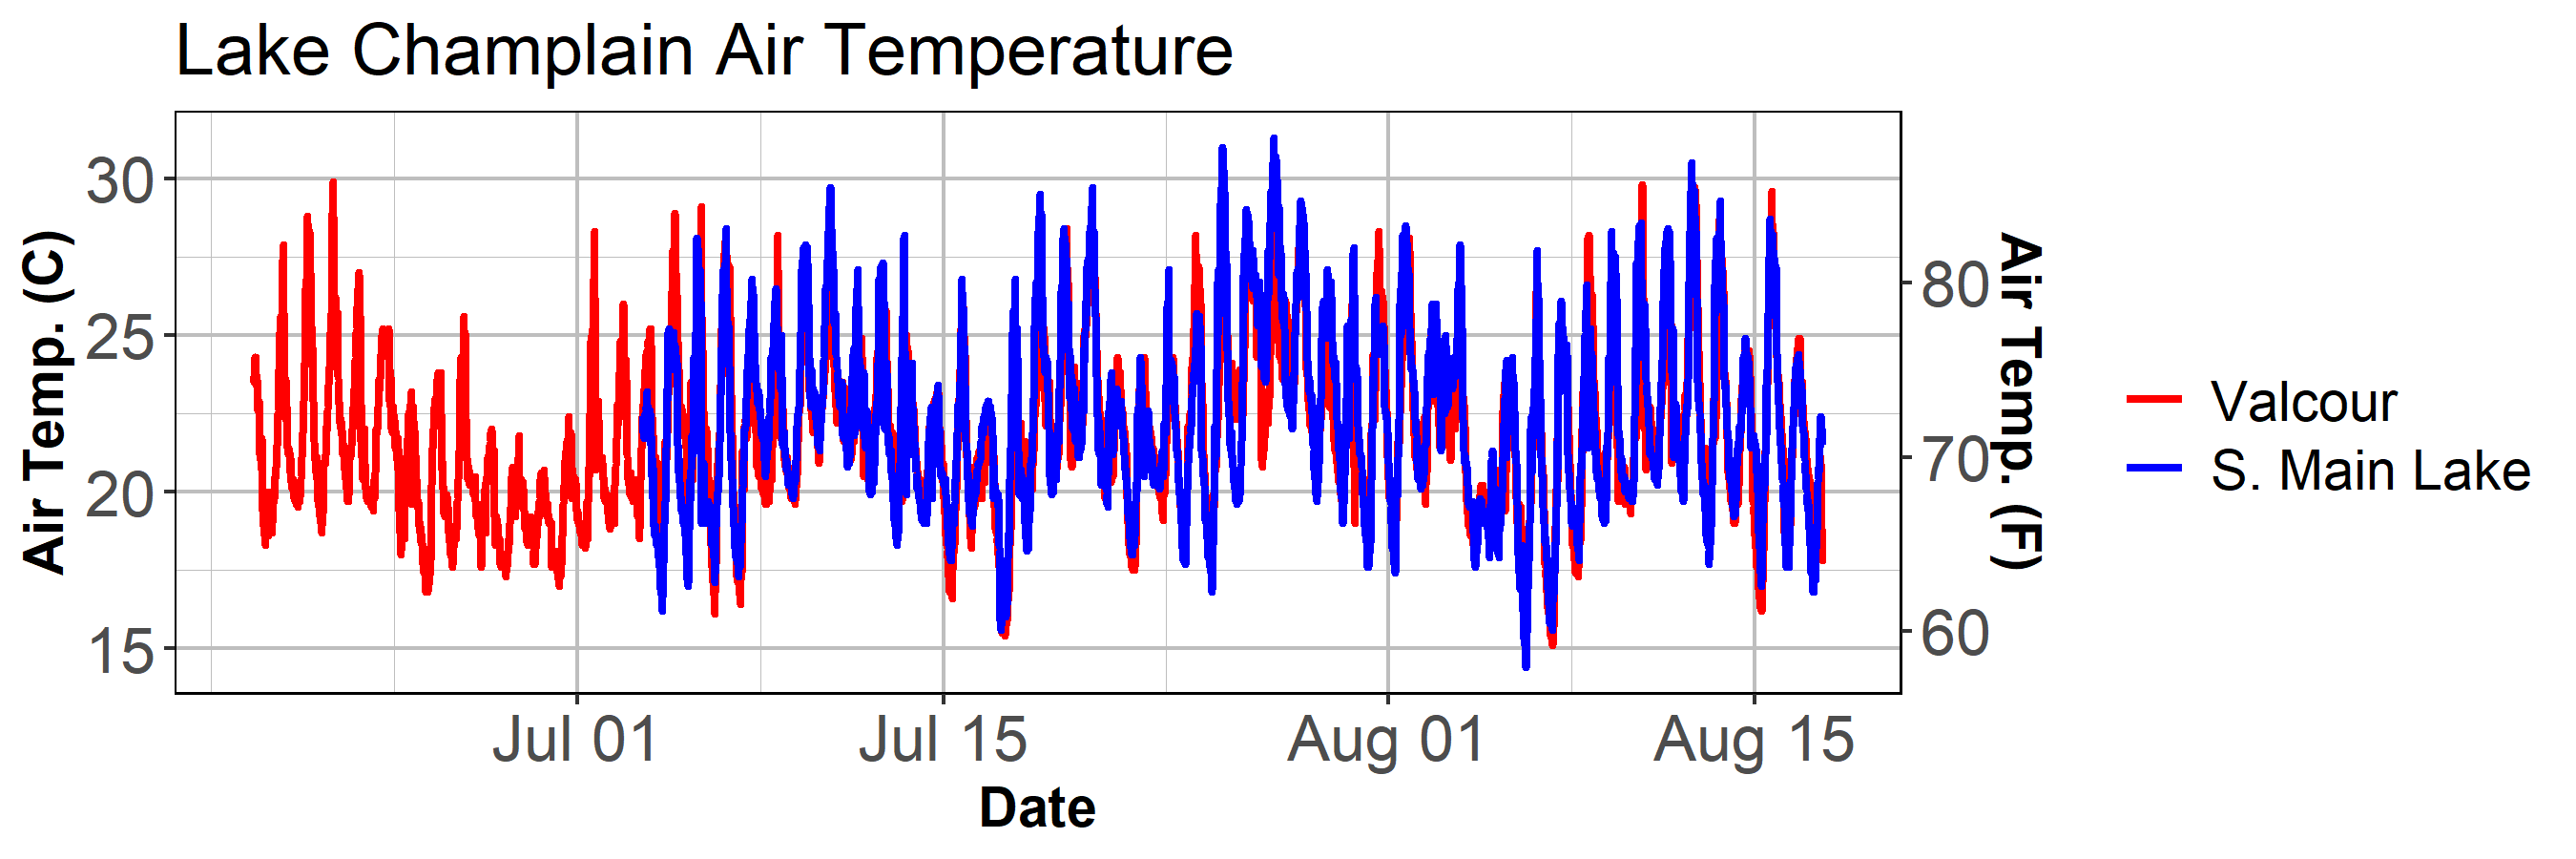 Lake Champlain Air Temperature
Air Temp. (C)
30
25
20
15
Air Temp. (F)
80
70
60
Jul 01
Jul 15
Aug 01
Aug 15
Date
Valcour
S. Main Lake